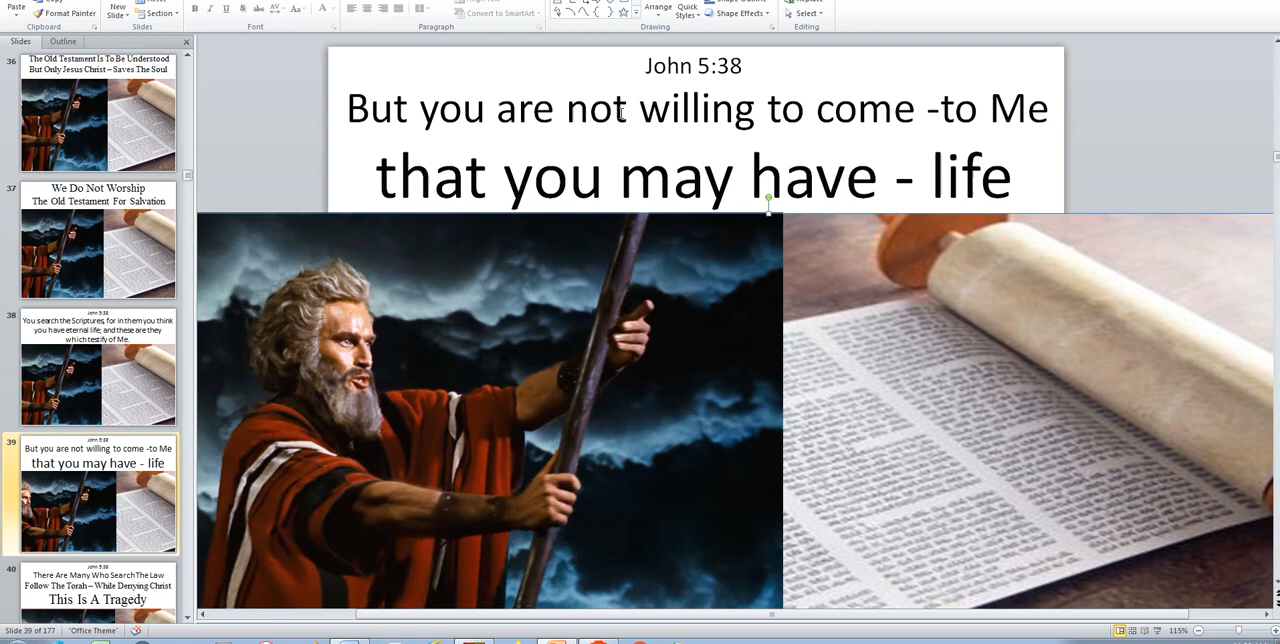 Paste
Format Painter
New
Slide
Section
Convert to SmartArt
Arrange
Quick
Styles
Shape Effects
Select
Clipboard
Slides
Font
Paragraph
Drawing
Editing
Slides
Outline
36
The Old Testament Is To Be Understood
But Only Jesus Christ – Saves The Soul
37
We Do Not Worship
The Old Testament For Salvation
38
John 5:38
You search the Scriptures, for in them you think
you have eternal life; and these are they
which testify of Me.
39
John 5:38
But you are not willing to come -to Me
that you may have - life
40
John 5:38
There Are Many Who Search The Law
Follow The Torah – While Denying Christ
This Is A Tragedy
John 5:38
But you are not willing to come -to Me
that you may have - life
Slide 39 of 177
"Office Theme"
115%